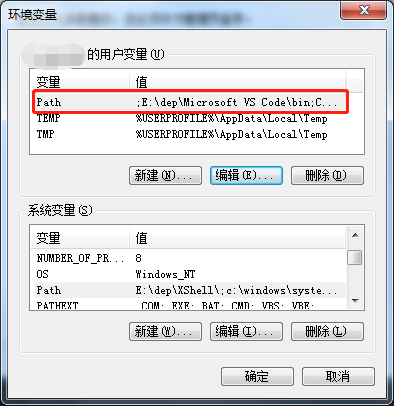 环境变量
的用户变量(U)
变量 值
Path ;E:\dep\Microsoft VS Code\bin;C...
TEMP %USERPROFILE%\AppData\Local\Temp
TMP %USERPROFILE%\AppData\Local\Temp
新建(N)... 编辑(E)... 删除(D)
系统变量(S)
变量 值
NUMBER_OF_PR... 8
OS Windows_NT
Path E:\dep\XShell\;c:\windows\syste...
PATHEXT .COM;.EXE;.BAT;.CMD;.VBS;.VBE;
新建(W)... 编辑(I)... 删除(L)
确定 取消